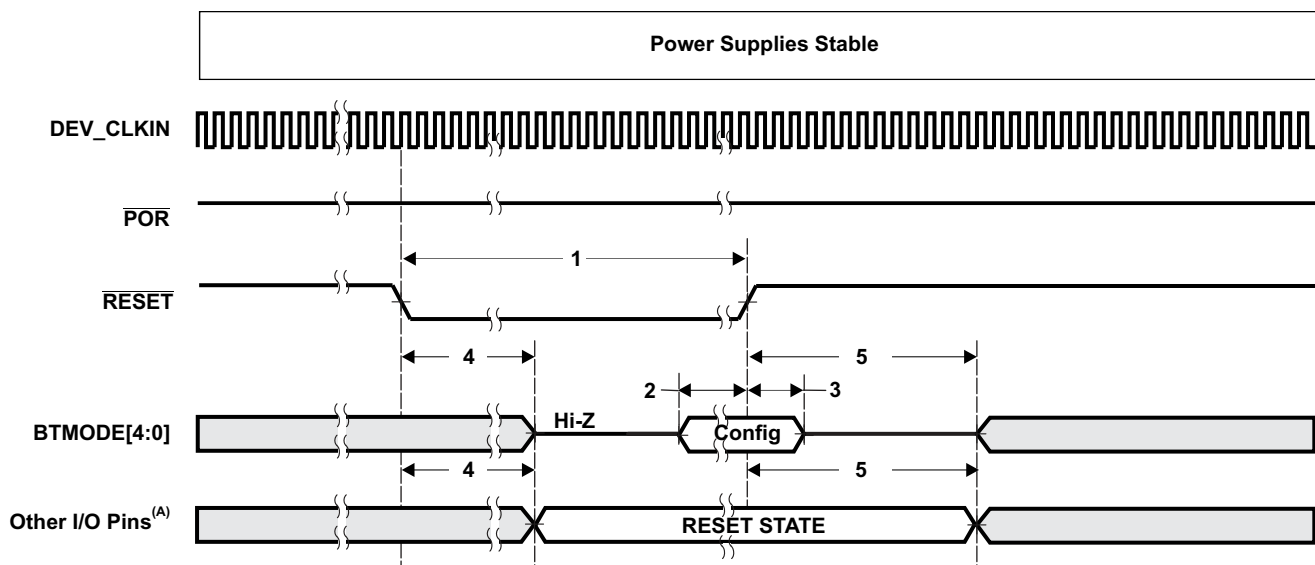 Power Supplies Stable
DEV_CLKIN
POR
1
RESET
4
5
2
3
BTMODE[4:0]
Hi-Z
Config
4
5
Other I/O Pins(A)
RESET STATE